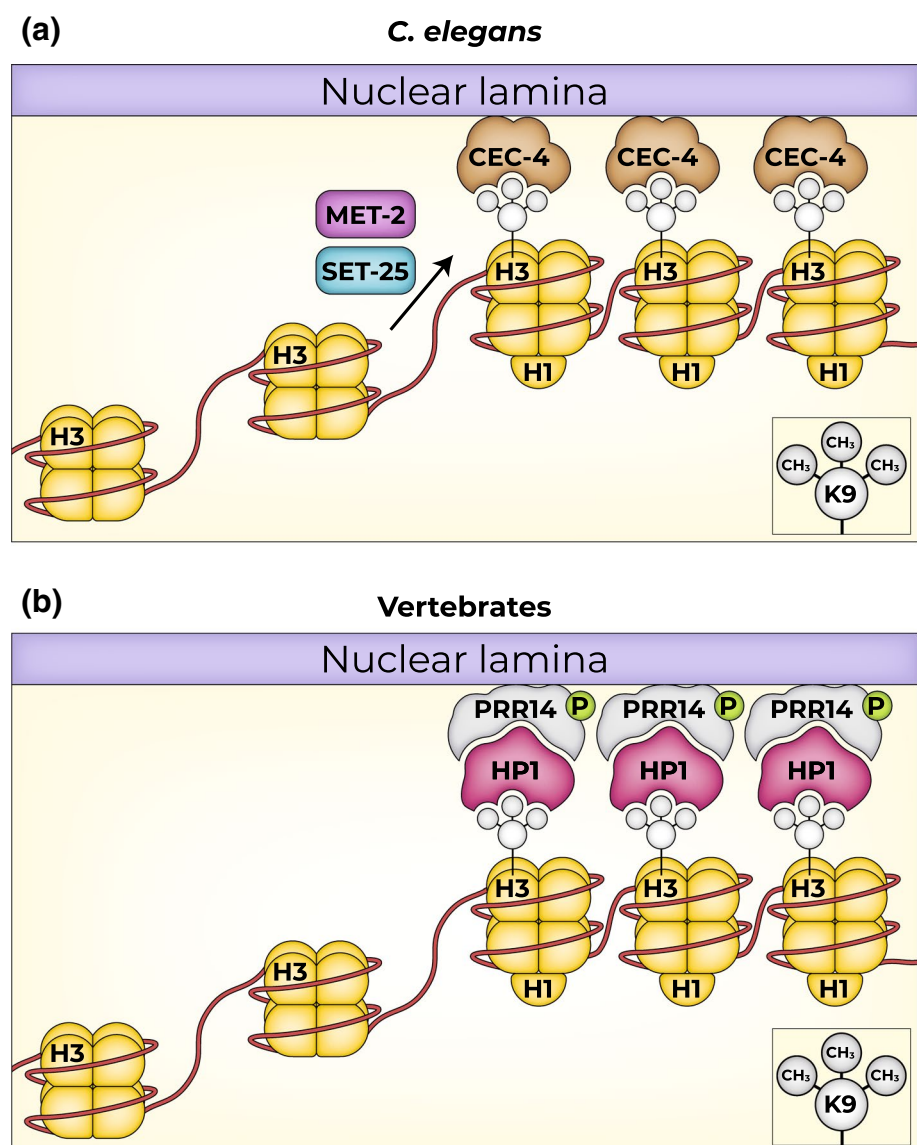 (a)
C. elegans
Nuclear lamina
CEC-4 CEC-4 CEC-4
MET-2
SET-25
H3 H3 H3
H3
H1 H1 H1
H3
CH₃
CH₃ CH₃
K9
(b)
Vertebrates
Nuclear lamina
PRR14 P PRR14 P PRR14 P
HP1 HP1 HP1
H3 H3 H3
H3
H1 H1 H1
H3
CH₃
CH₃ CH₃
K9